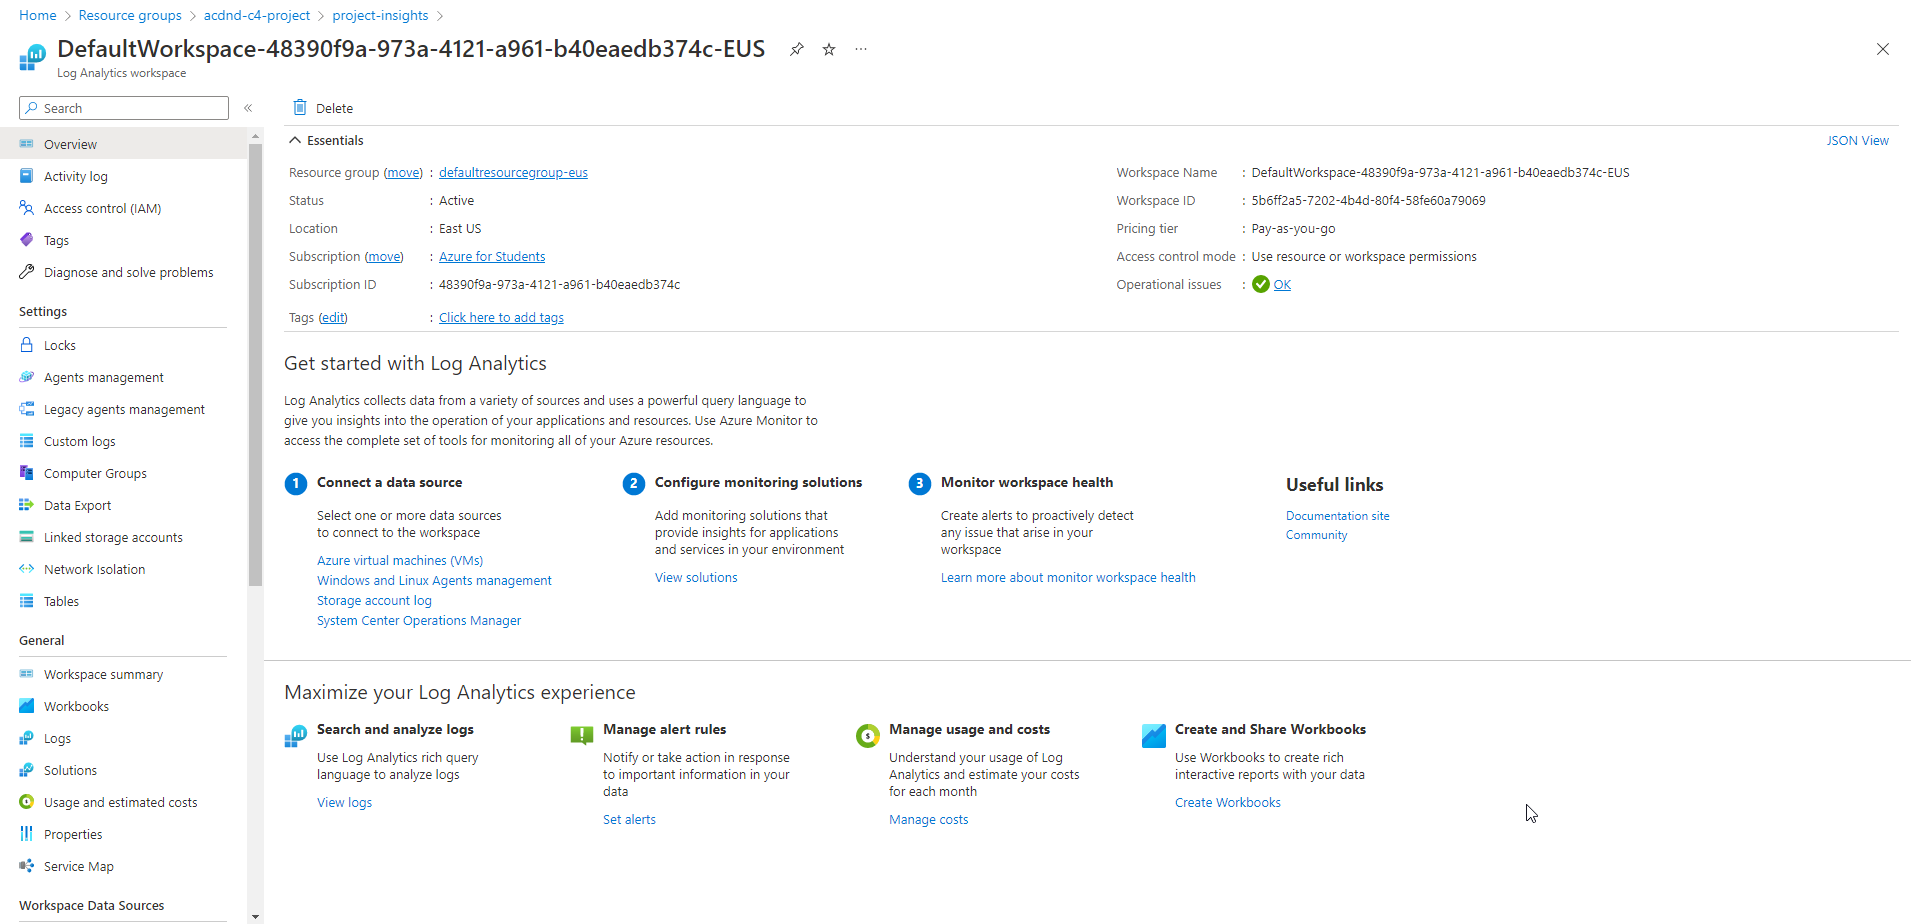 Home > Resource groups > acdnd-c4-project > project-insights >
DefaultWorkspace-48390f9a-973a-4121-a961-b40eaedb374c-EUS
Log Analytics workspace
Search
Overview
Activity log
Access control (IAM)
Tags
Diagnose and solve problems
Settings
Locks
Agents management
Legacy agents management
Custom logs
Computer Groups
Data Export
Linked storage accounts
Network Isolation
Tables
General
Workspace summary
Workbooks
Logs
Solutions
Usage and estimated costs
Properties
Service Map
Workspace Data Sources
Delete
Essentials
JSON View
Resource group (move) : defaultresourcegroup-eus
Status : Active
Location : East US
Subscription (move) : Azure for Students
Subscription ID : 48390f9a-973a-4121-a961-b40eaedb374c
Tags (edit) : Click here to add tags
Workspace Name : DefaultWorkspace-48390f9a-973a-4121-a961-b40eaedb374c-EUS
Workspace ID : 5b6ff2a5-7202-4b4d-80f4-58fe60a79069
Pricing tier : Pay-as-you-go
Access control mode : Use resource or workspace permissions
Operational issues : OK
Get started with Log Analytics
Log Analytics collects data from a variety of sources and uses a powerful query language to
give you insights into the operation of your applications and resources. Use Azure Monitor to
access the complete set of tools for monitoring all of your Azure resources.
1 Connect a data source
Select one or more data sources
to connect to the workspace
Azure virtual machines (VMs)
Windows and Linux Agents management
Storage account log
System Center Operations Manager
2 Configure monitoring solutions
Add monitoring solutions that
provide insights for applications
and services in your environment
View solutions
3 Monitor workspace health
Create alerts to proactively detect
any issue that arise in your
workspace
Learn more about monitor workspace health
Useful links
Documentation site
Community
Maximize your Log Analytics experience
Search and analyze logs
Use Log Analytics rich query
language to analyze logs
View logs
Manage alert rules
Notify or take action in response
to important information in your
data
Set alerts
Manage usage and costs
Understand your usage of Log
Analytics and estimate your costs
for each month
Manage costs
Create and Share Workbooks
Use Workbooks to create rich
interactive reports with your data
Create Workbooks